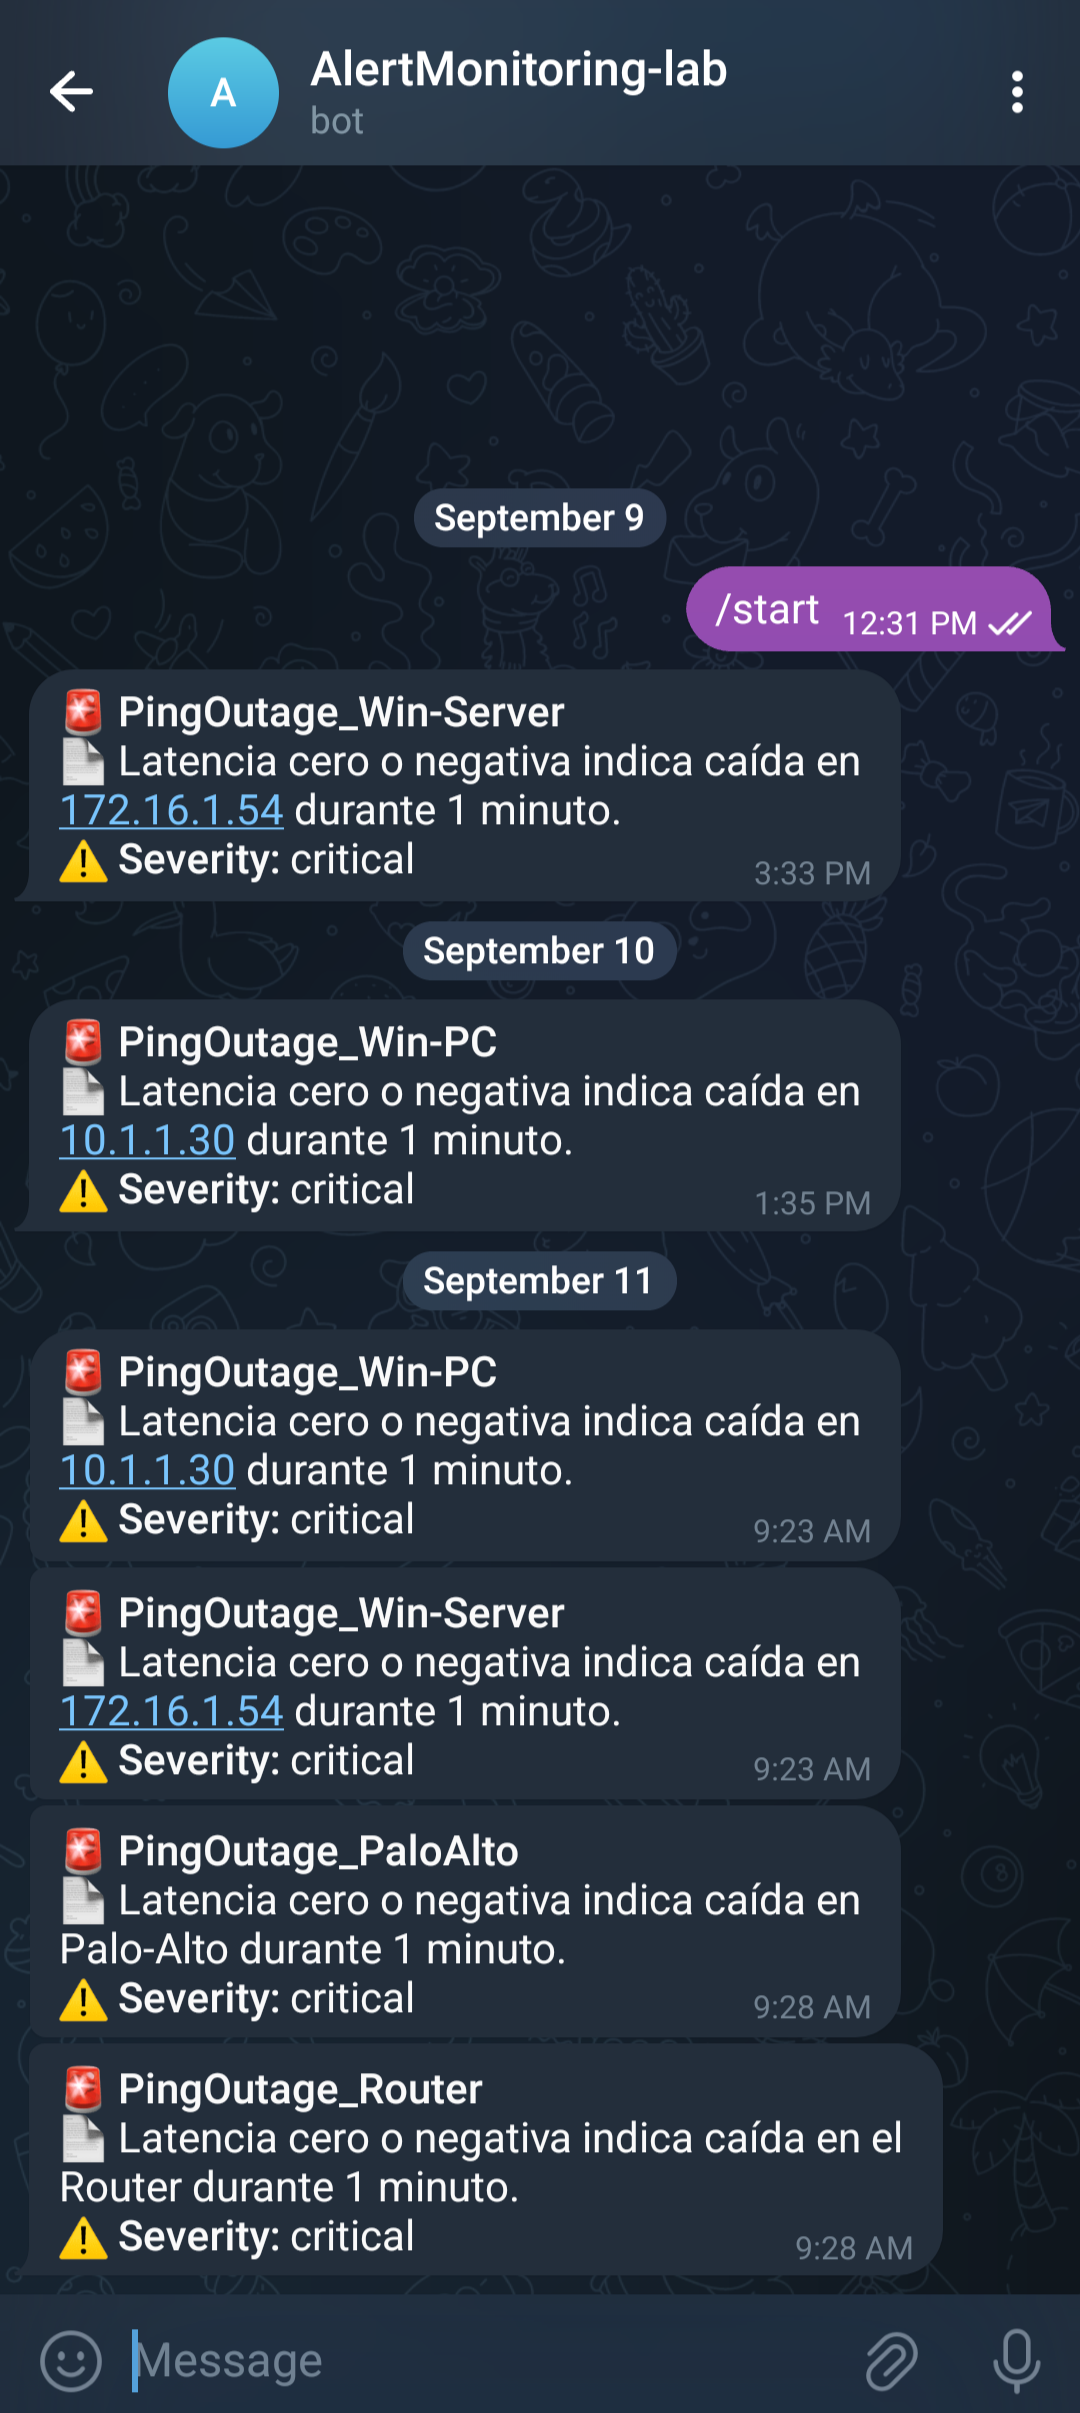 A
AlertMonitoring-lab
bot
September 9
/start 12:31 PM
🚨 PingOutage_Win-Server
📄 Latencia cero o negativa indica caída en
172.16.1.54 durante 1 minuto.
⚠️ Severity: critical
3:33 PM
September 10
🚨 PingOutage_Win-PC
📄 Latencia cero o negativa indica caída en
10.1.1.30 durante 1 minuto.
⚠️ Severity: critical
1:35 PM
September 11
🚨 PingOutage_Win-PC
📄 Latencia cero o negativa indica caída en
10.1.1.30 durante 1 minuto.
⚠️ Severity: critical
9:23 AM
🚨 PingOutage_Win-Server
📄 Latencia cero o negativa indica caída en
172.16.1.54 durante 1 minuto.
⚠️ Severity: critical
9:23 AM
🚨 PingOutage_PaloAlto
📄 Latencia cero o negativa indica caída en
Palo-Alto durante 1 minuto.
⚠️ Severity: critical
9:28 AM
🚨 PingOutage_Router
📄 Latencia cero o negativa indica caída en el
Router durante 1 minuto.
⚠️ Severity: critical
9:28 AM
Message